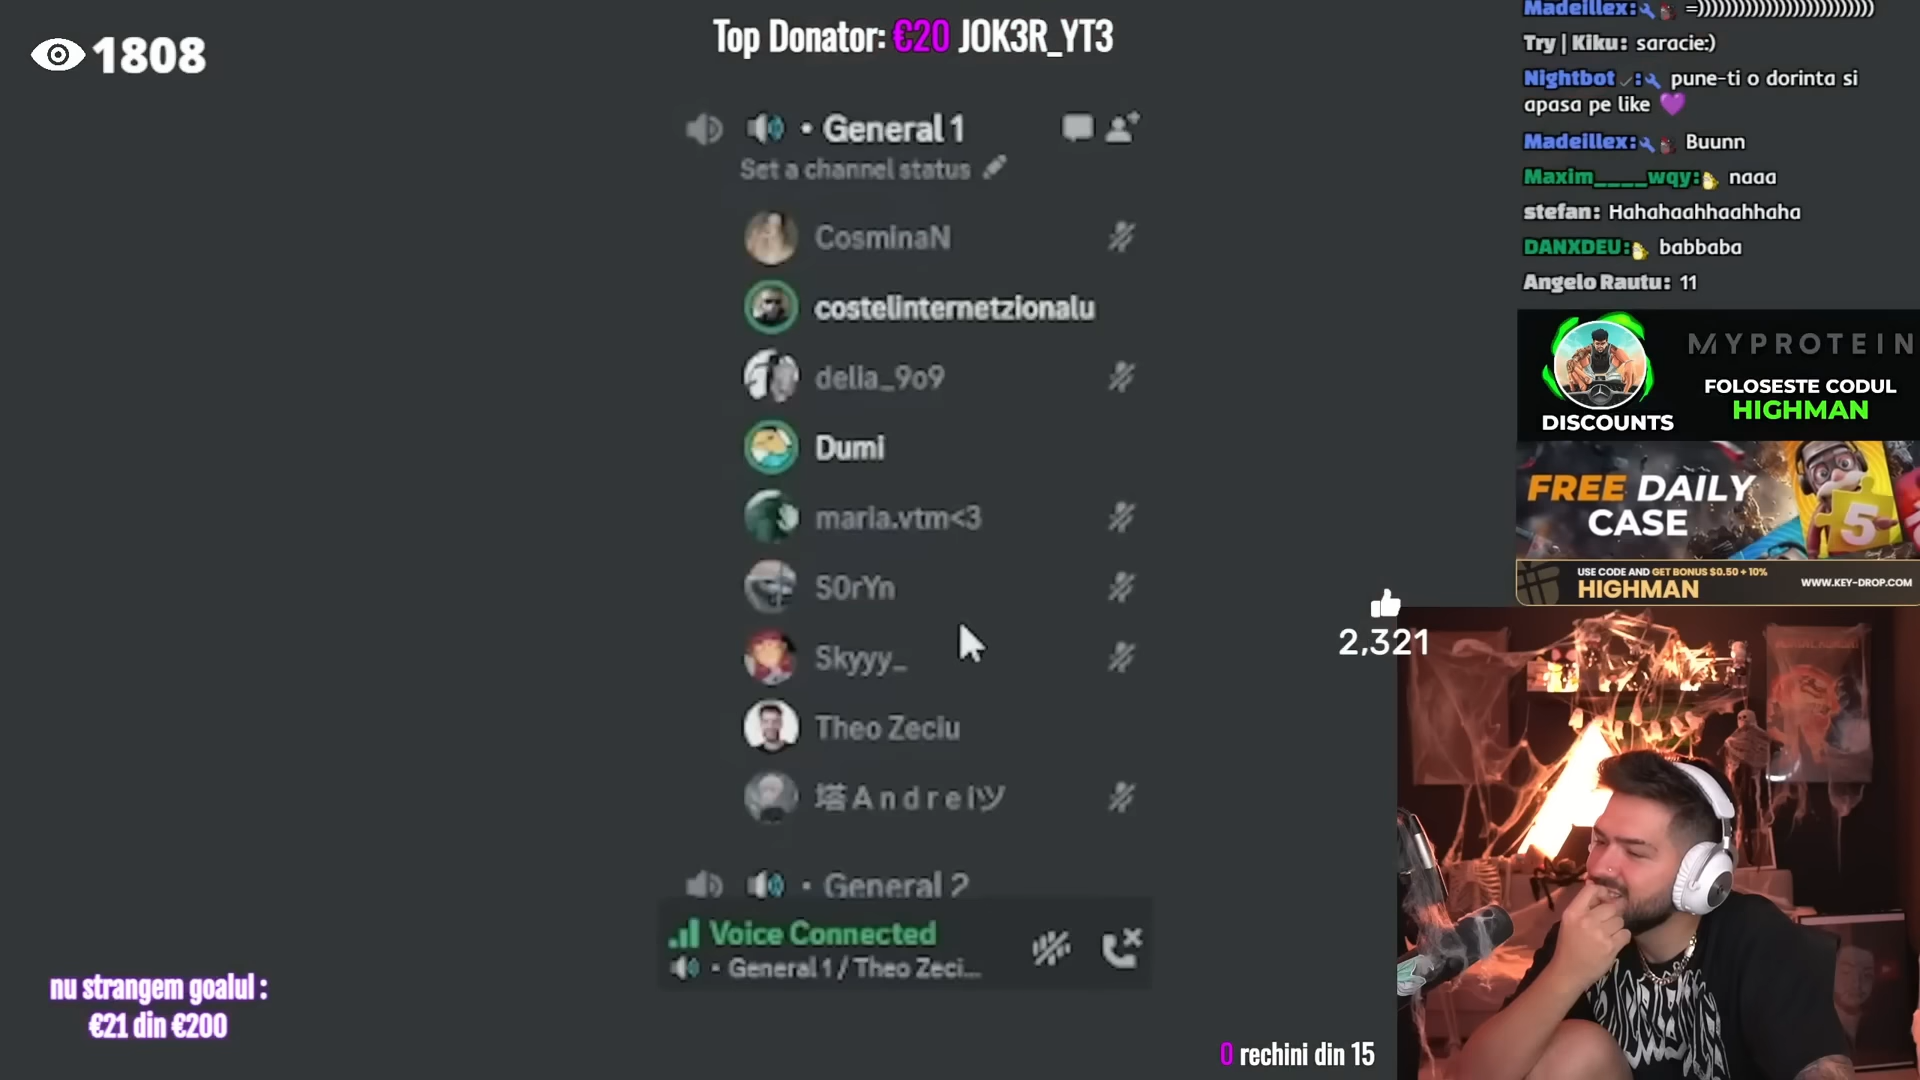 1808
Top Donator: €20 JOK3R_YT3
• General 1
Set a channel status
CosminaN
costelinternetzionalu
delia_9o9
Dumi
maria.vtm<3
S0rYn
Skyyy_
Theo Zeciu
塔Andreiツ
• General 2
Voice Connected
• General 1 / Theo Zeci...
nu strangem goalul :
€21 din €200
0 rechini din 15
2,321
Madeillex: =)))))))))))))))))))))))))
Try | Kiku: saracie:)
Nightbot: pune-ti o dorinta si
apasa pe like 💜
Madeillex: Buunn
Maxim____wqy: naaa
stefan: Hahahaahhaahhaha
DANXDEU: babbaba
Angelo Rautu: 11
MYPROTEIN
FOLOSESTE CODUL
HIGHMAN
DISCOUNTS
FREE DAILY
CASE
5
USE CODE AND GET BONUS $0.50 + 10%
HIGHMAN
WWW.KEY-DROP.COM